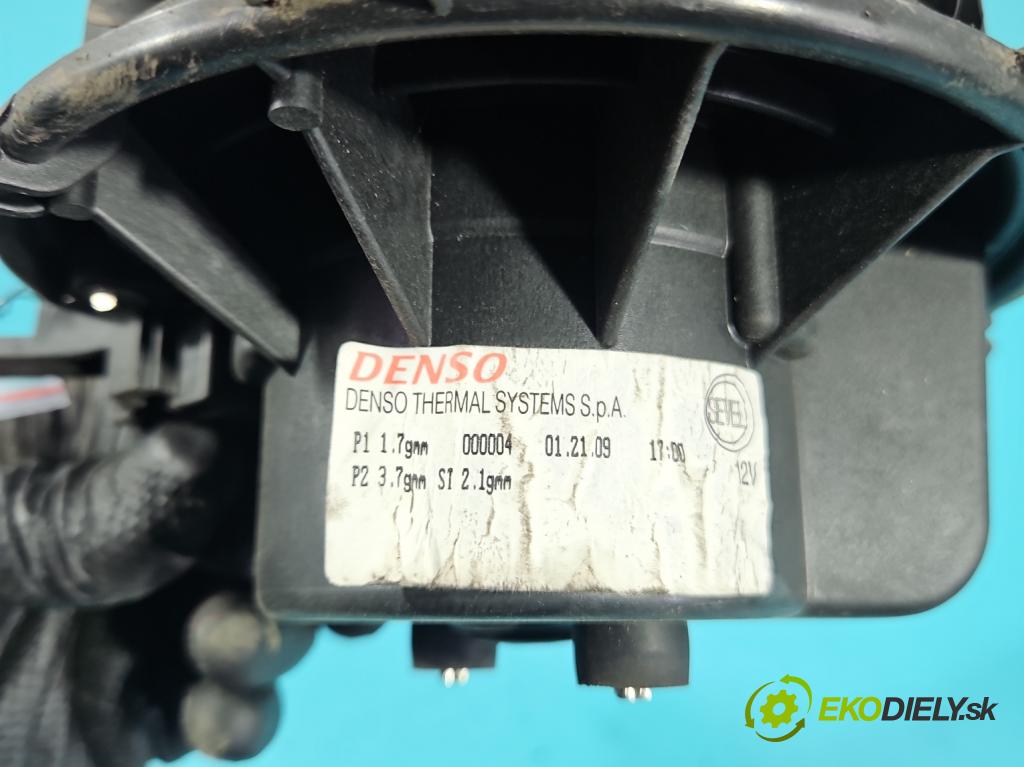 DENSO
DENSO THERMAL SYSTEMS S.p.A.
P1 1.7gmm 000004 01.21.09 17:00
P2 3.7gmm SI 2.1gmm
12V
EKODIELY.sk